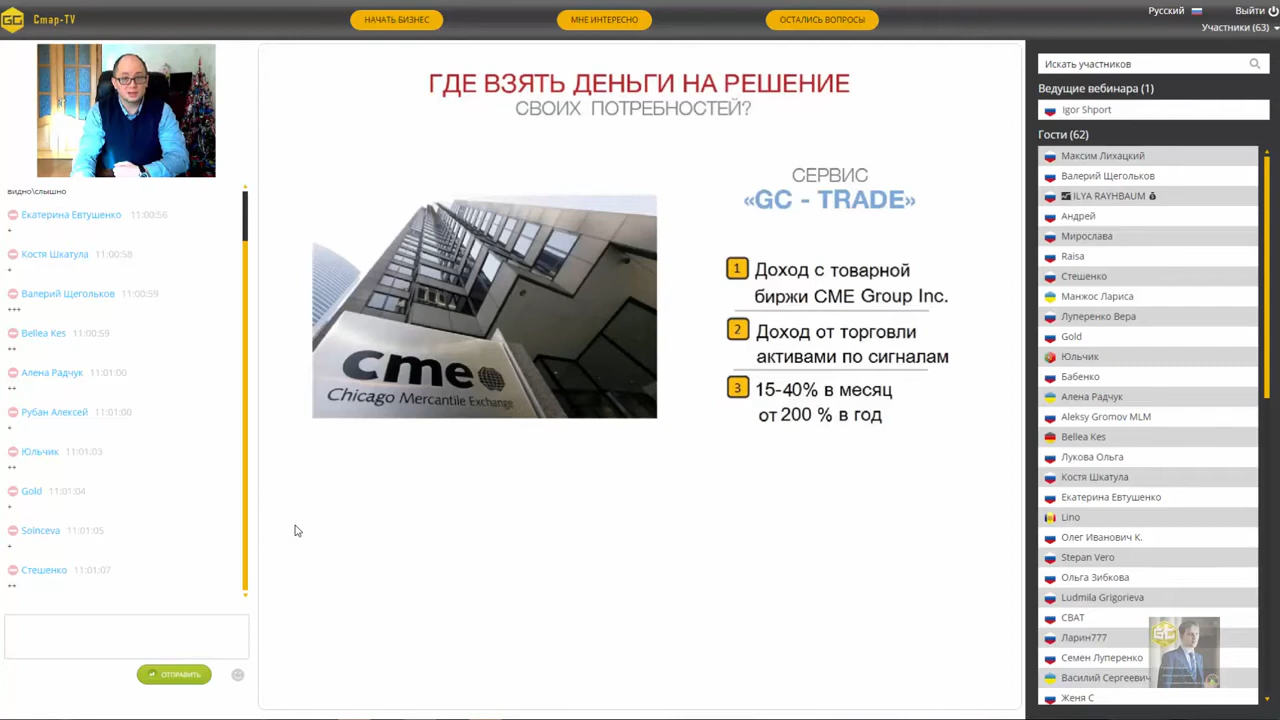 GC
Стар-TV
НАЧАТЬ БИЗНЕС
МНЕ ИНТЕРЕСНО
ОСТАЛИСЬ ВОПРОСЫ
Русский
Выйти
Участники (63)
видно\слышно
Екатерина Евтушенко 11:00:56
+
Костя Шкатула 11:00:58
+
Валерий Щегольков 11:00:59
+++
Bellea Kes 11:00:59
++
Алена Радчук 11:01:00
++
Рубан Алексей 11:01:00
+
Юльчик 11:01:03
++
Gold 11:01:04
+
Soinceva 11:01:05
+
Стешенко 11:01:07
++
ОТПРАВИТЬ
ГДЕ ВЗЯТЬ ДЕНЬГИ НА РЕШЕНИЕ
СВОИХ ПОТРЕБНОСТЕЙ?
cme
Chicago Mercantile Exchange
СЕРВИС
«GC - TRADE»
1 Доход с товарной
биржи CME Group Inc.
2 Доход от торговли
активами по сигналам
3 15-40% в месяц
от 200 % в год
Искать участников
Ведущие вебинара (1)
Igor Shport
Гости (62)
Максим Лихацкий
Валерий Щегольков
ILYA RAYHBAUM
Андрей
Мирослава
Raisa
Стешенко
Манжос Лариса
Луперенко Вера
Gold
Юльчик
Бабенко
Алена Радчук
Aleksy Gromov MLM
Bellea Kes
Лукова Ольга
Костя Шкатула
Екатерина Евтушенко
Lino
Олег Иванович К.
Stepan Vero
Ольга Зибкова
Ludmila Grigorieva
СВАТ
Ларин777
Семен Луперенко
Василий Сергеевич
Женя С
GC